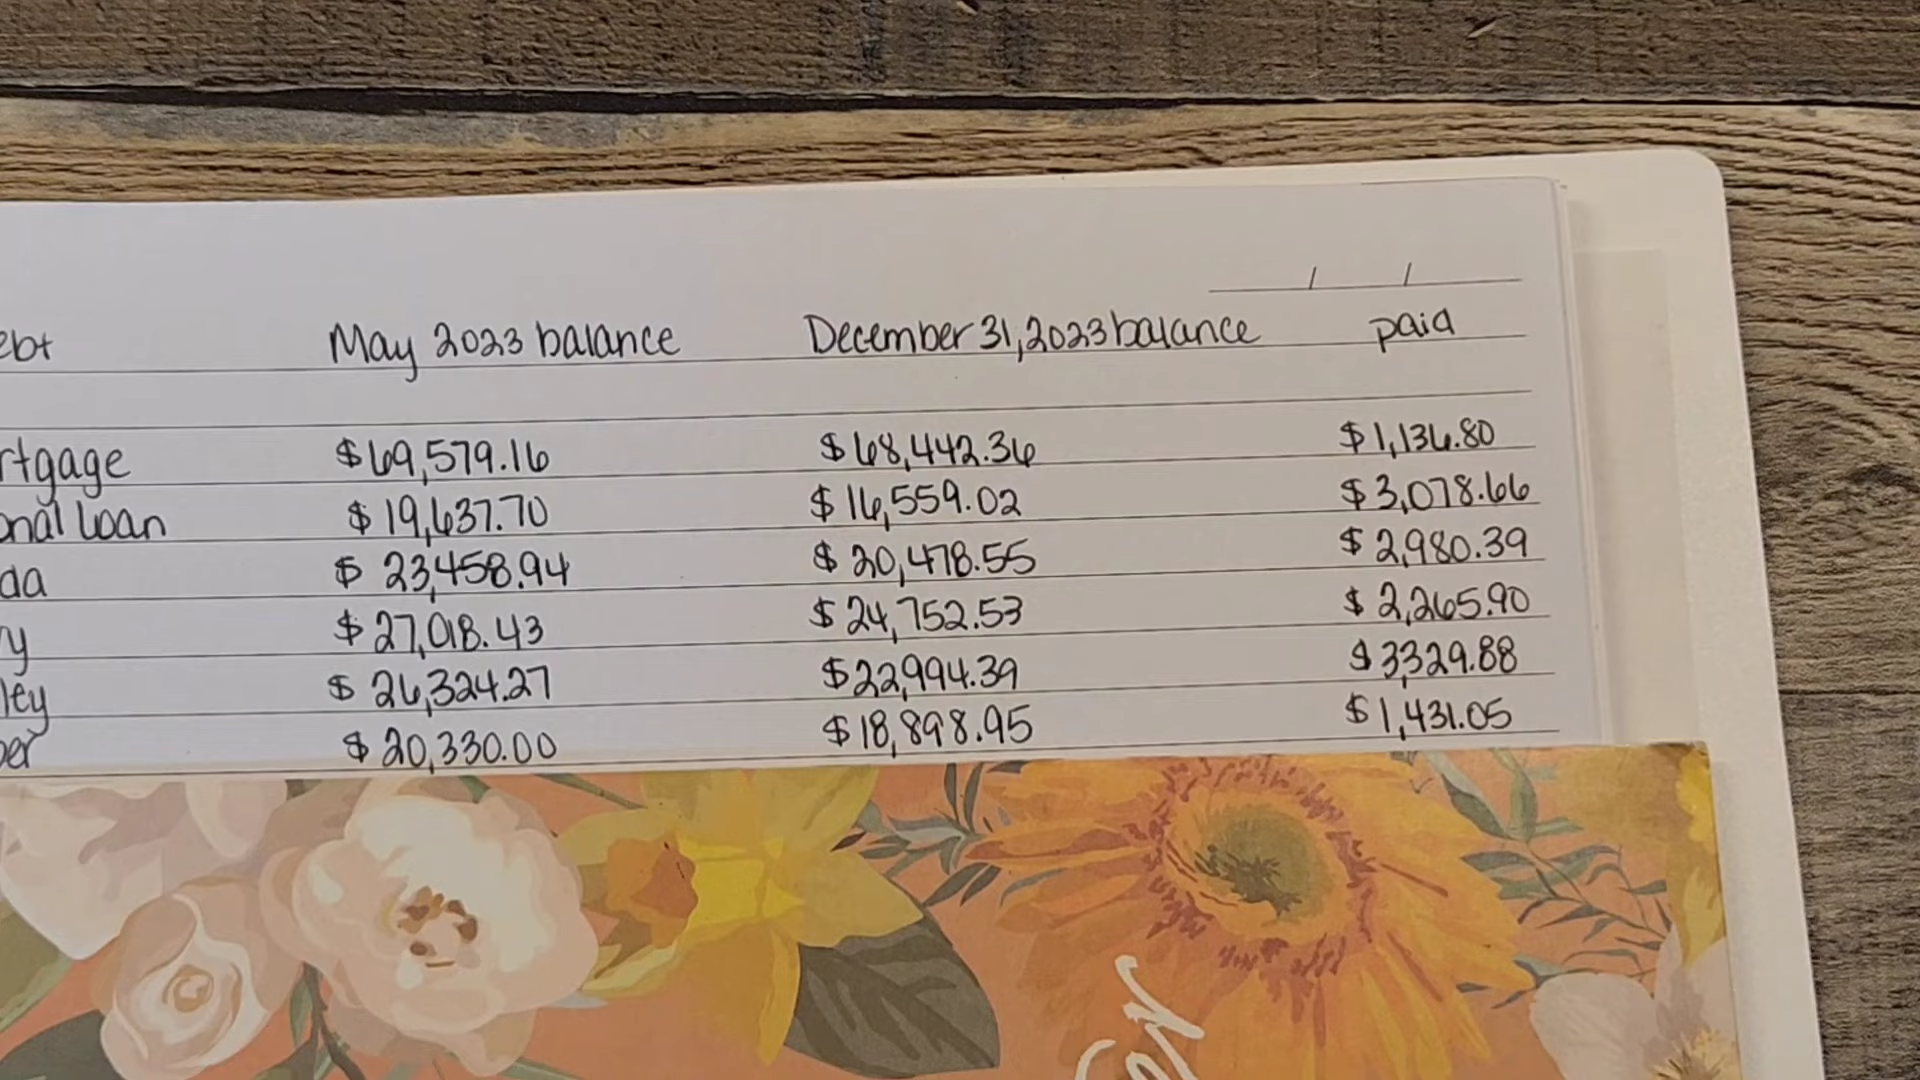 / /
ebt May 2023 balance December 31, 2023 balance paid
rtgage $69,579.16 $68,442.36 $1,136.80
onal loan $19,637.70 $16,559.02 $3,078.66
da $23,458.94 $20,478.55 $2,980.39
y $27,018.43 $24,752.53 $2,265.90
ley $26,324.27 $22,994.39 $3329.88
per $20,330.00 $18,898.95 $1,431.05